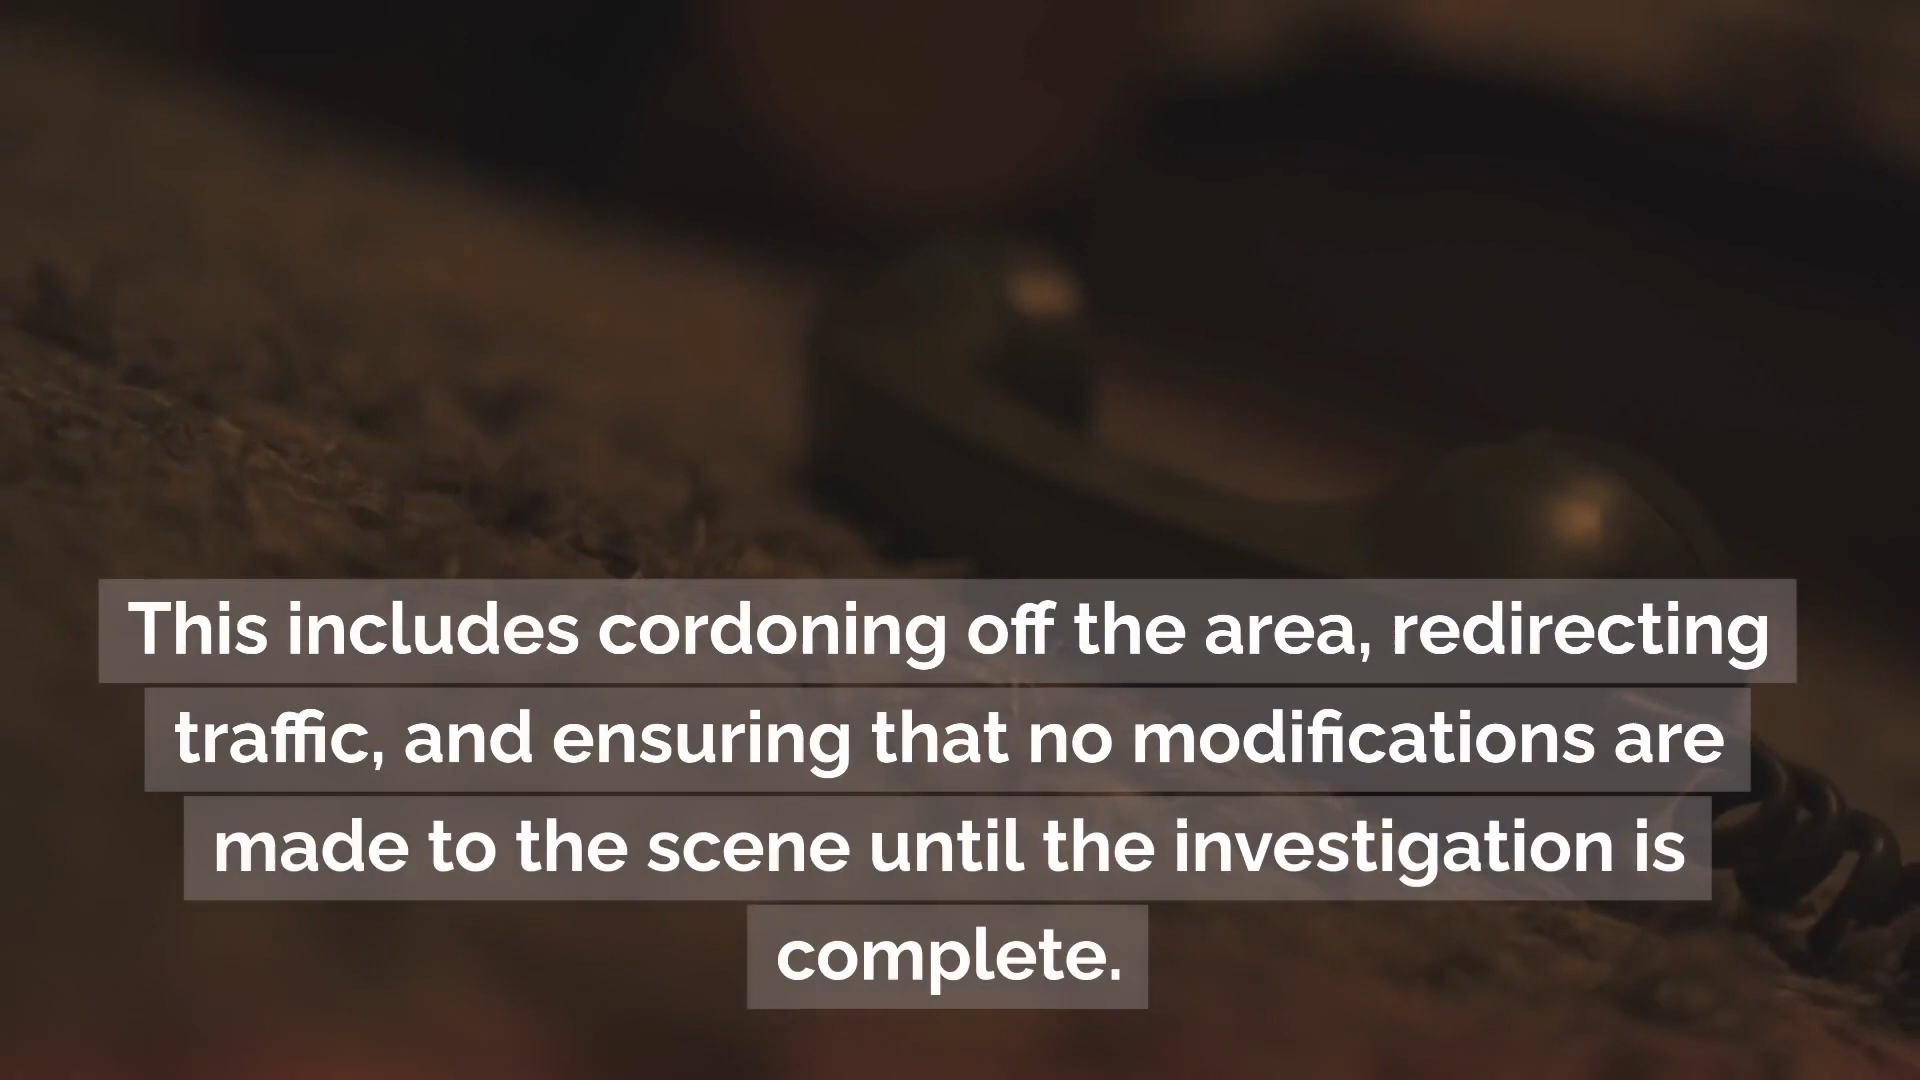 This includes cordoning off the area, redirecting
traffic, and ensuring that no modifications are
made to the scene until the investigation is
complete.